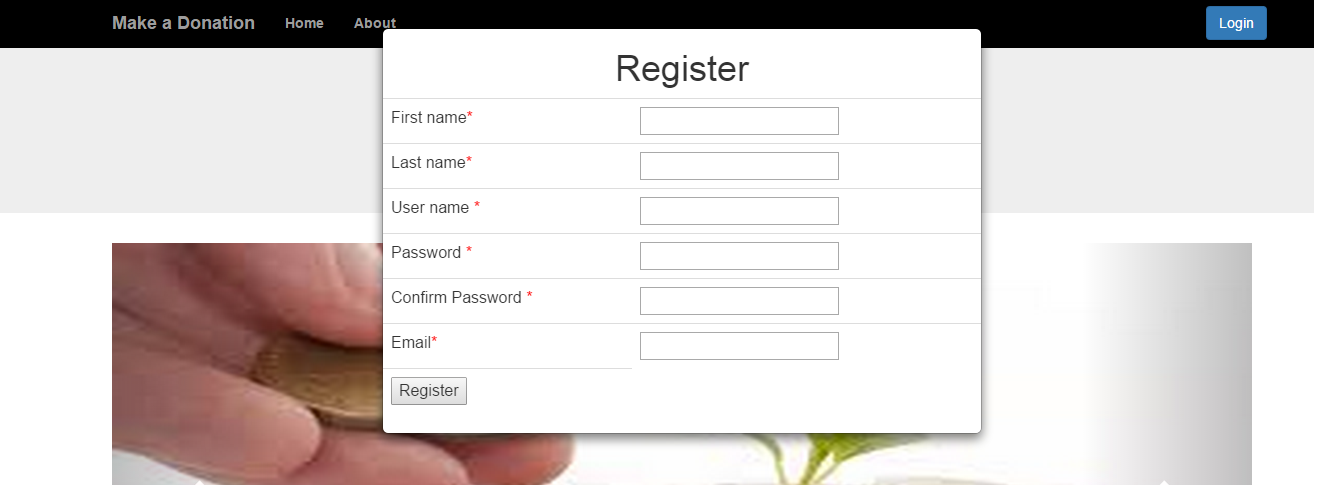 Make a Donation Home About Login
Register
First name*
Last name*
User name *
Password *
Confirm Password *
Email*
Register